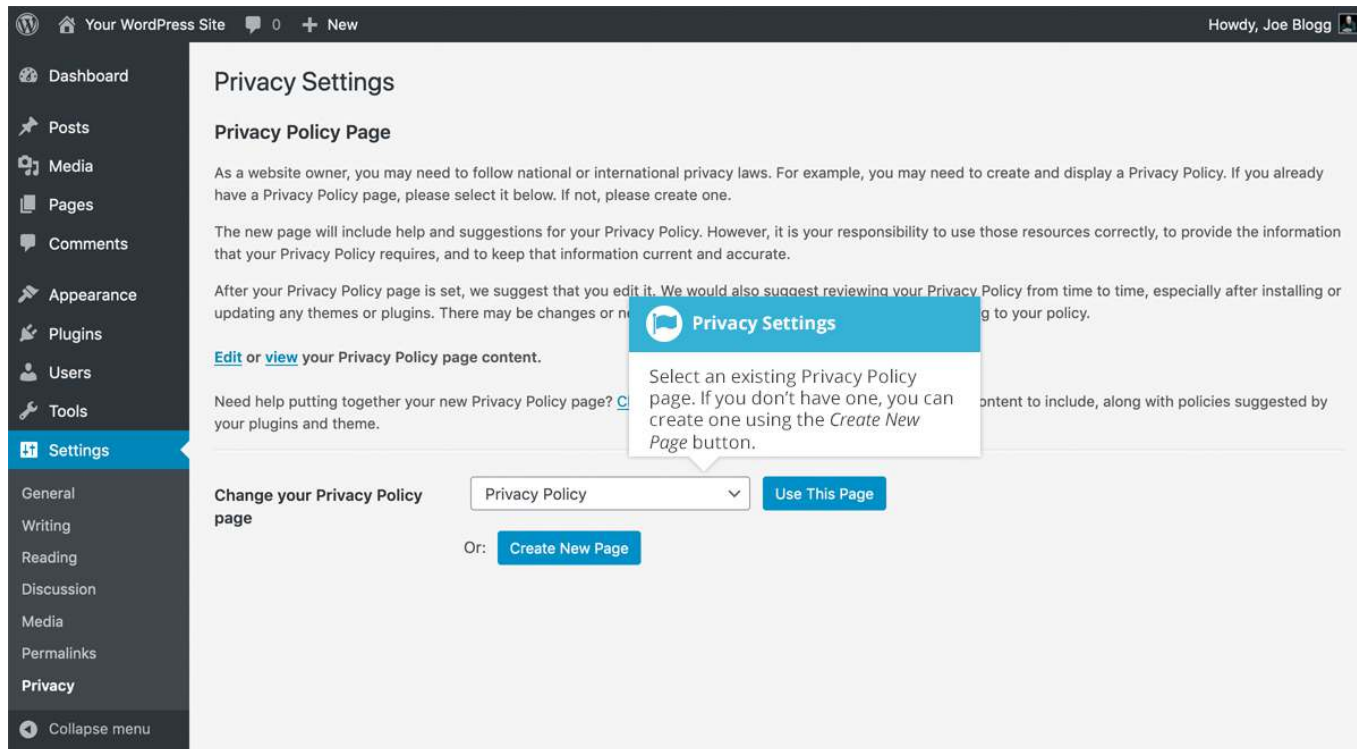 Your WordPress Site 0 + New
Howdy, Joe Blogg
Dashboard
Posts
Media
Pages
Comments
Appearance
Plugins
Users
Tools
Settings
General
Writing
Reading
Discussion
Media
Permalinks
Privacy
Collapse menu
Privacy Settings
Privacy Policy Page
As a website owner, you may need to follow national or international privacy laws. For example, you may need to create and display a Privacy Policy. If you already
have a Privacy Policy page, please select it below. If not, please create one.
The new page will include help and suggestions for your Privacy Policy. However, it is your responsibility to use those resources correctly, to provide the information
that your Privacy Policy requires, and to keep that information current and accurate.
After your Privacy Policy page is set, we suggest that you edit it. We would also suggest reviewing your Privacy Policy from time to time, especially after installing or
updating any themes or plugins. There may be changes or to your policy.
Edit or view your Privacy Policy page content.
Need help putting together your new Privacy Policy page? to include, along with policies suggested by
your plugins and theme.
Privacy Settings
Select an existing Privacy Policy
page. If you don't have one, you can
create one using the Create New
Page button.
Change your Privacy Policy
page
Privacy Policy
Use This Page
Or:
Create New Page